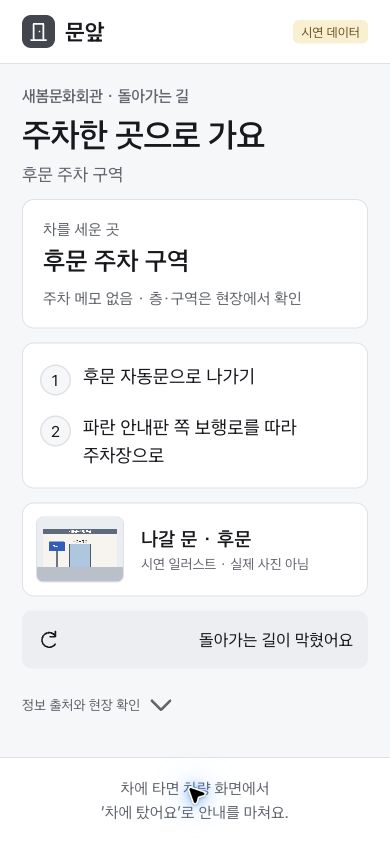 문앞
시연 데이터
새봄문화회관 · 돌아가는 길
주차한 곳으로 가요
후문 주차 구역
차를 세운 곳
후문 주차 구역
주차 메모 없음 · 층·구역은 현장에서 확인
1 후문 자동문으로 나가기
2 파란 안내판 쪽 보행로를 따라
주차장으로
나갈 문 · 후문
시연 일러스트 · 실제 사진 아님
돌아가는 길이 막혔어요
정보 출처와 현장 확인
차에 타면 차량 화면에서
‘차에 탔어요’로 안내를 마쳐요.